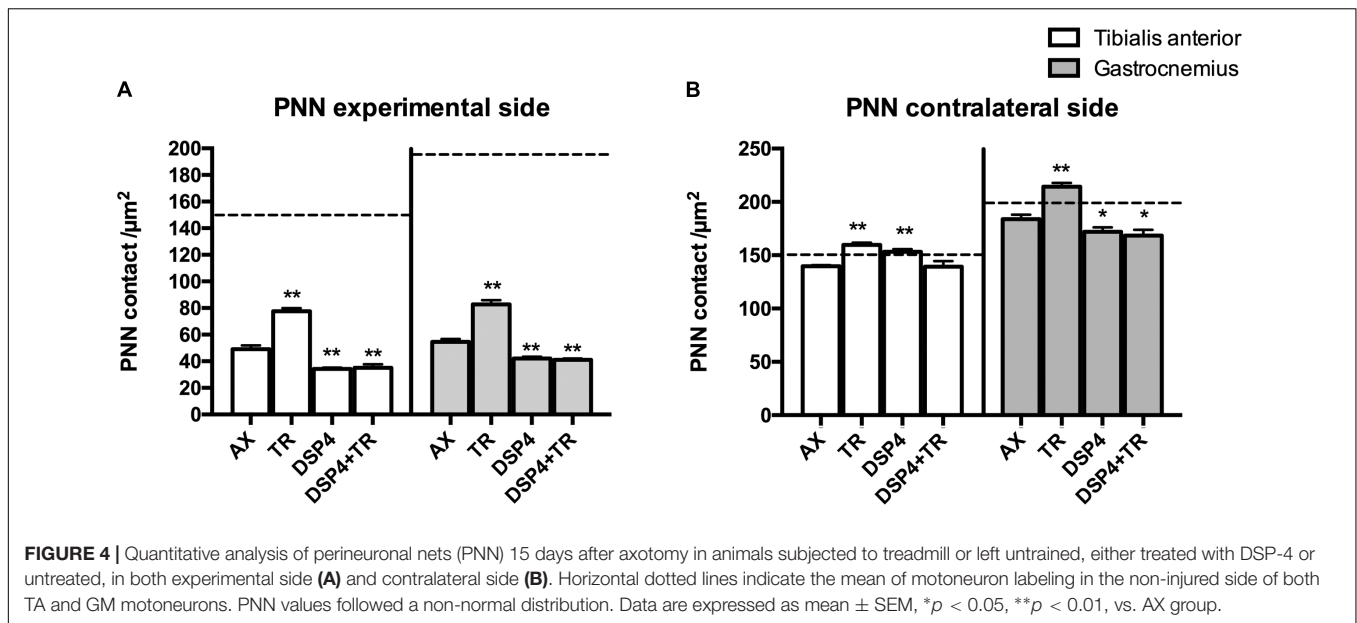 Tibialis anterior
Gastrocnemius
A
PNN experimental side
PNN contact /µm²
200
180
160
140
120
100
80
60
40
20
0
**
**
**
**
**
**
AX
TR
DSP4
DSP4+TR
AX
TR
DSP4
DSP4+TR
B
PNN contralateral side
PNN contact /µm²
250
200
150
100
50
0
**
**
**
*
*
AX
TR
DSP4
DSP4+TR
AX
TR
DSP4
DSP4+TR
FIGURE 4 | Quantitative analysis of perineuronal nets (PNN) 15 days after axotomy in animals subjected to treadmill or left untrained, either treated with DSP-4 or
untreated, in both experimental side (A) and contralateral side (B). Horizontal dotted lines indicate the mean of motoneuron labeling in the non-injured side of both
TA and GM motoneurons. PNN values followed a non-normal distribution. Data are expressed as mean ± SEM, *p < 0.05, **p < 0.01, vs. AX group.